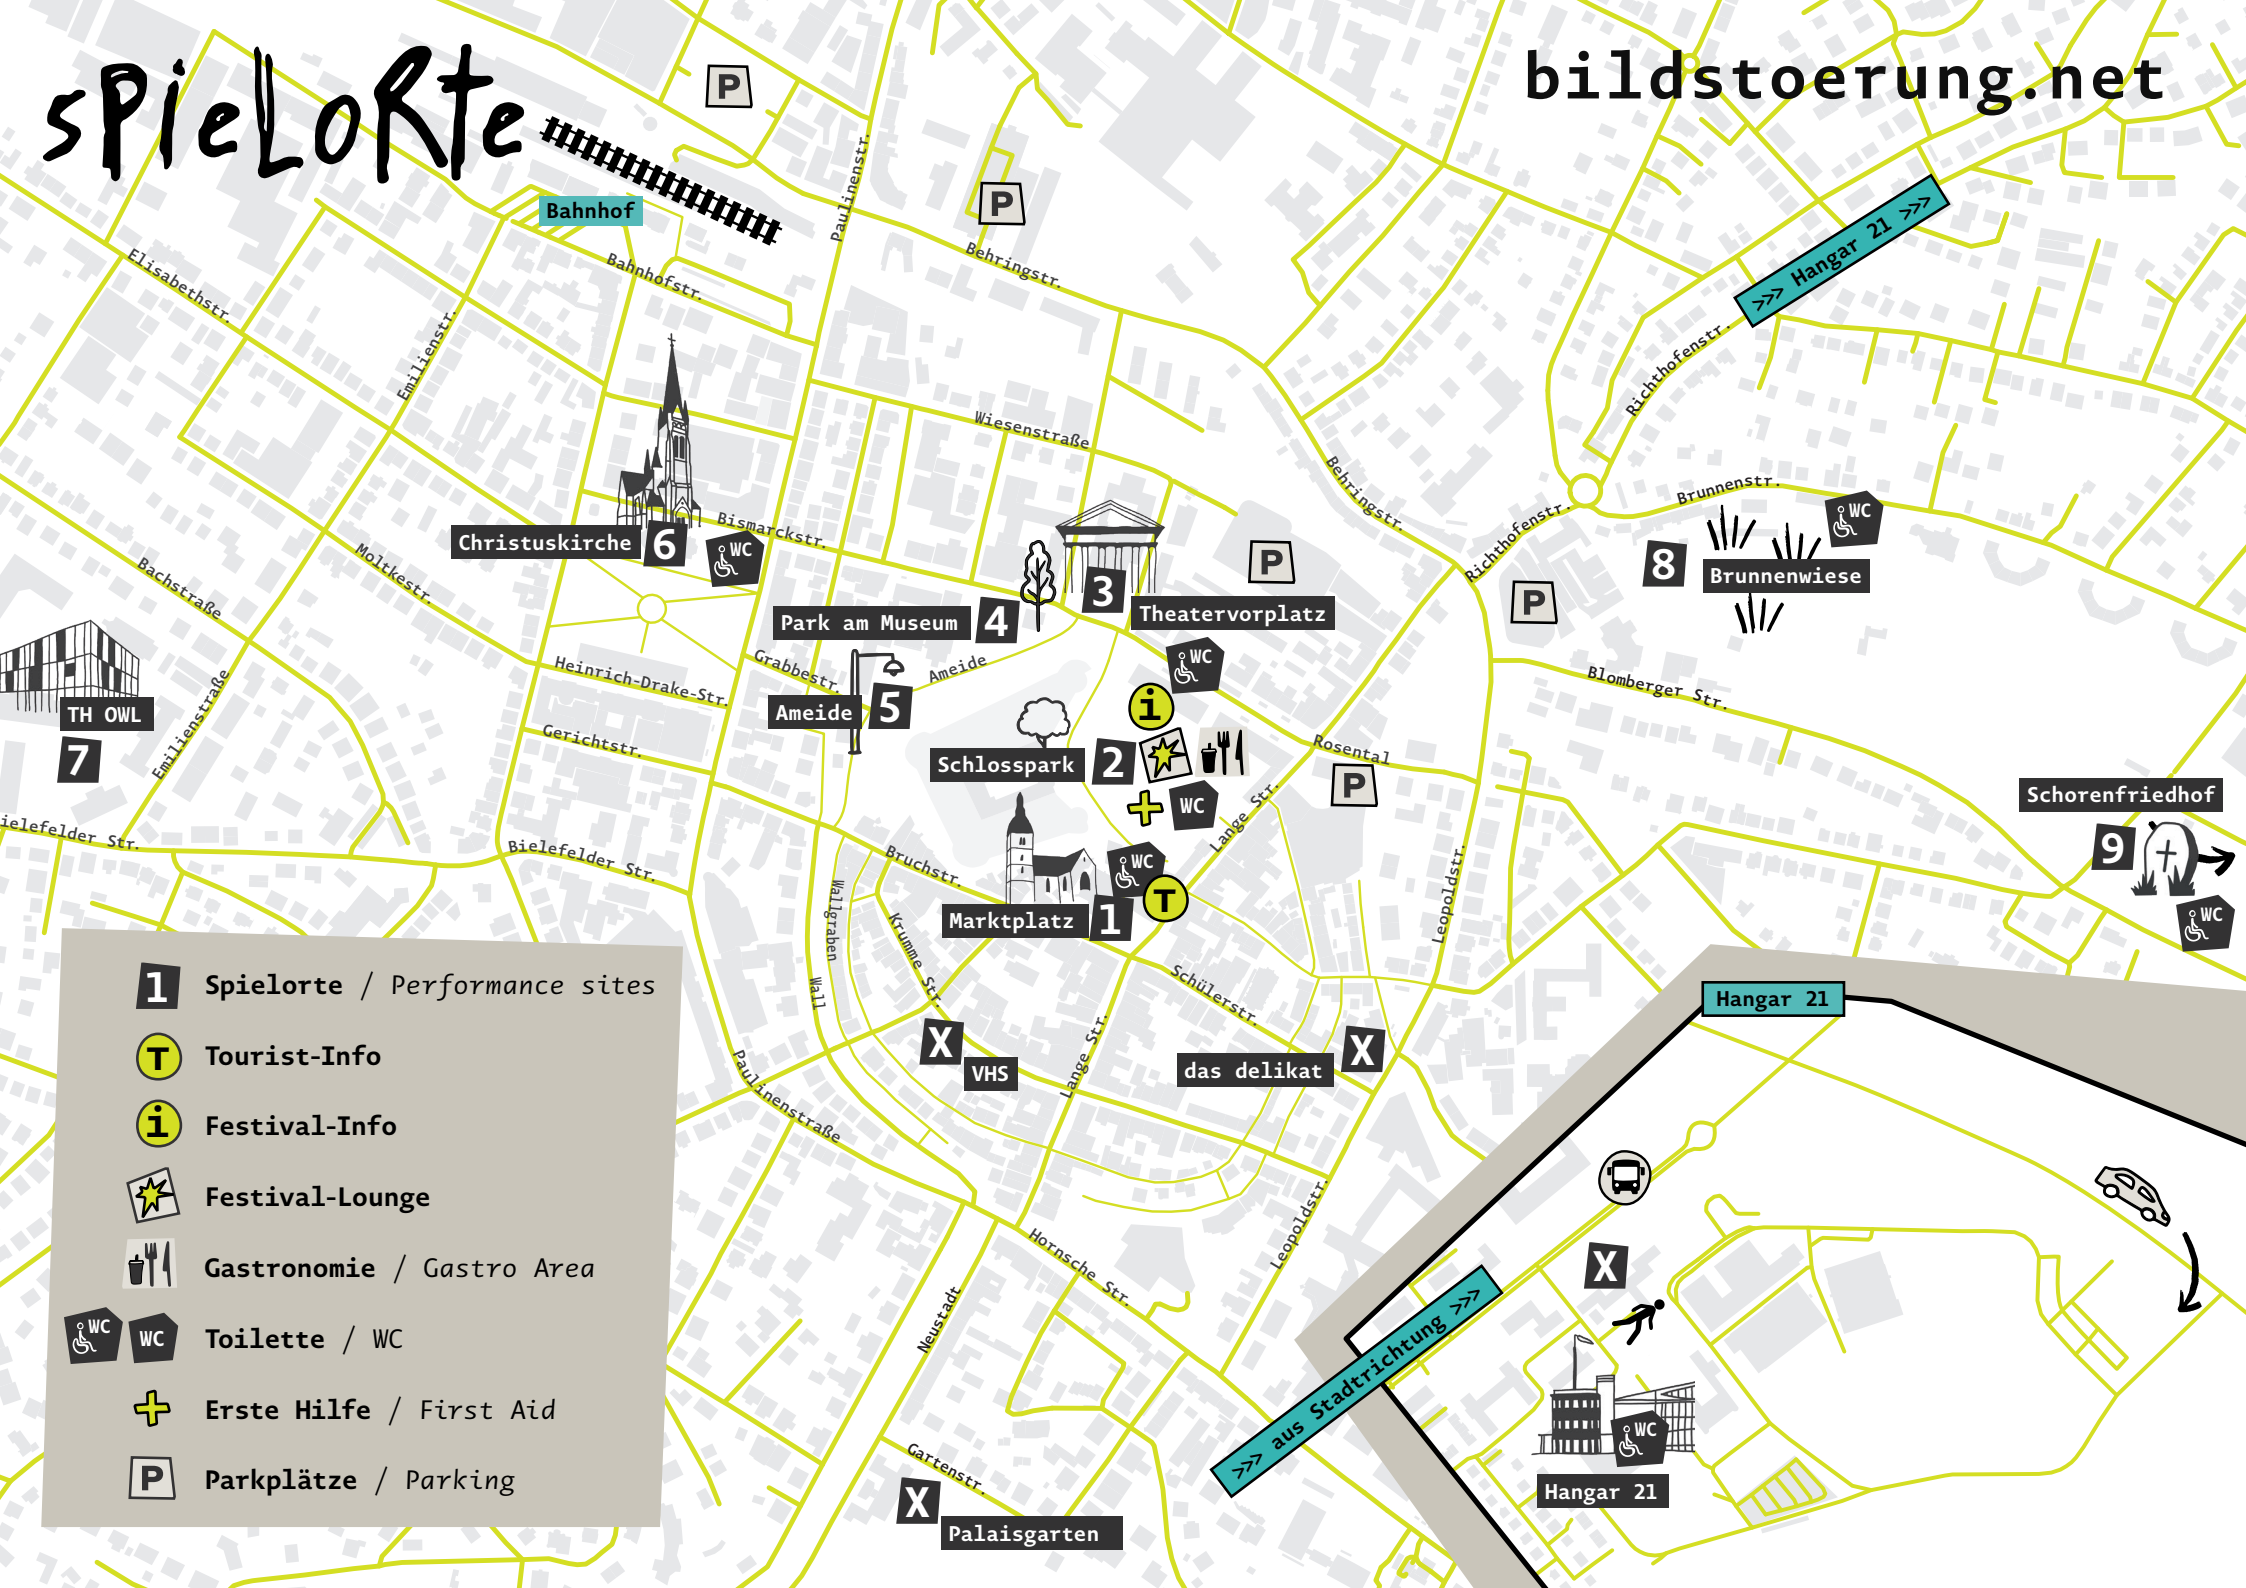 spielorte
bildstoerung.net
P
P
Bahnhof
Paulinenstr.
Behringstr.
Bahnhofstr.
Elisabethstr.
Emilienstr.
>>> Hangar 21 >>>
Richthofenstr.
Wiesenstraße
Behringstr.
Brunnenstr.
Richthofenstr.
WC
8
Brunnenwiese
Bismarckstr.
Christuskirche 6
WC
Moltkestr.
Bachstraße
P
P
3
Theatervorplatz
Park am Museum 4
WC
Ameide
Grabbestr.
Heinrich-Drake-Str.
Ameide 5
Gerichtstr.
TH OWL
7
Emilienstraße
i
Blomberger Str.
Schlosspark 2
Rosental
P
WC
Lange Str.
Schorenfriedhof
9
WC
ielefelder Str.
Bielefelder Str.
Bruchstr.
WC
T
Marktplatz 1
Leopoldstr.
Wallgraben
Wall
Krumme Str.
Schülerstr.
X
VHS
Lange Str.
das delikat
X
Paulinenstraße
Hornsche Str.
Leopoldstr.
Neustadt
Gartenstr.
X
Palaisgarten
Hangar 21
X
>>> aus Stadtrichtung >>>
WC
Hangar 21
1 Spielorte / Performance sites
T Tourist-Info
i Festival-Info
Festival-Lounge
Gastronomie / Gastro Area
WC WC Toilette / WC
Erste Hilfe / First Aid
P Parkplätze / Parking